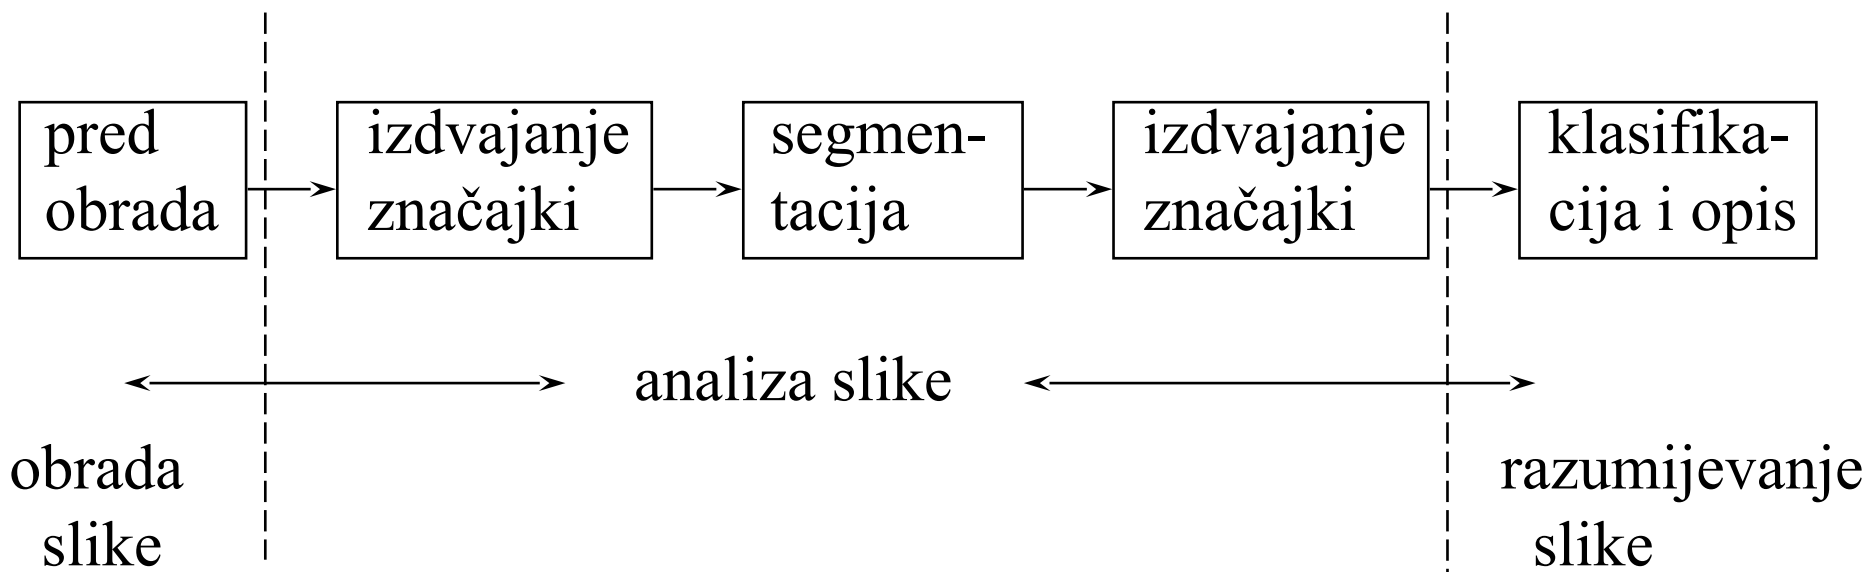 pred
obrada
izdvajanje
značajki
segmen-
tacija
izdvajanje
značajki
klasifika-
cija i opis
analiza slike
obrada
slike
razumijevanje
slike